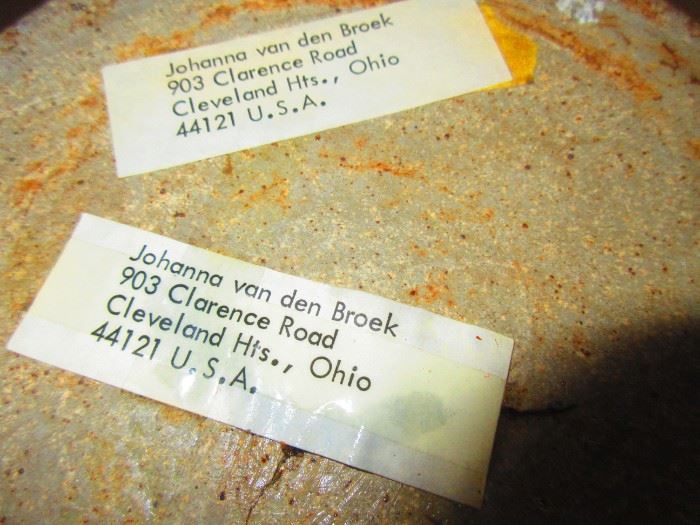 Johanna van den Broek
903 Clarence Road
Cleveland Hts., Ohio
44121 U.S.A.
Johanna van den Broek
903 Clarence Road
Cleveland Hts., Ohio
44121 U.S.A.